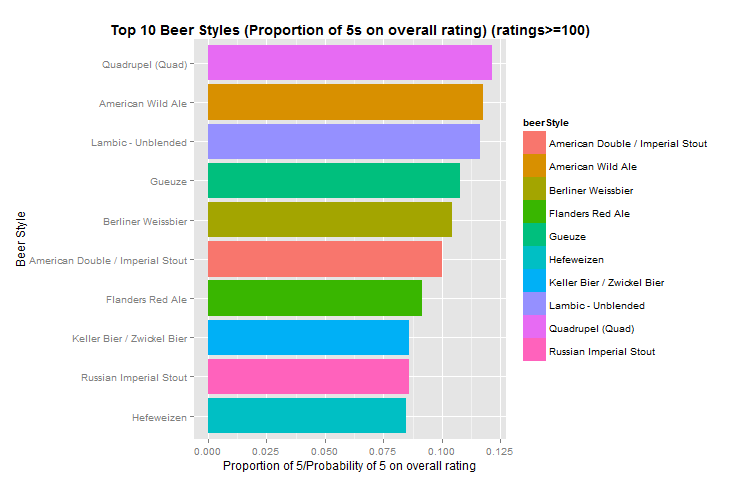 Top 10 Beer Styles (Proportion of 5s on overall rating) (ratings>=100)
Beer Style
Quadrupel (Quad)
American Wild Ale
Lambic - Unblended
Gueuze
Berliner Weissbier
American Double / Imperial Stout
Flanders Red Ale
Keller Bier / Zwickel Bier
Russian Imperial Stout
Hefeweizen
0.000 0.025 0.050 0.075 0.100 0.125
Proportion of 5/Probability of 5 on overall rating
beerStyle
American Double / Imperial Stout
American Wild Ale
Berliner Weissbier
Flanders Red Ale
Gueuze
Hefeweizen
Keller Bier / Zwickel Bier
Lambic - Unblended
Quadrupel (Quad)
Russian Imperial Stout